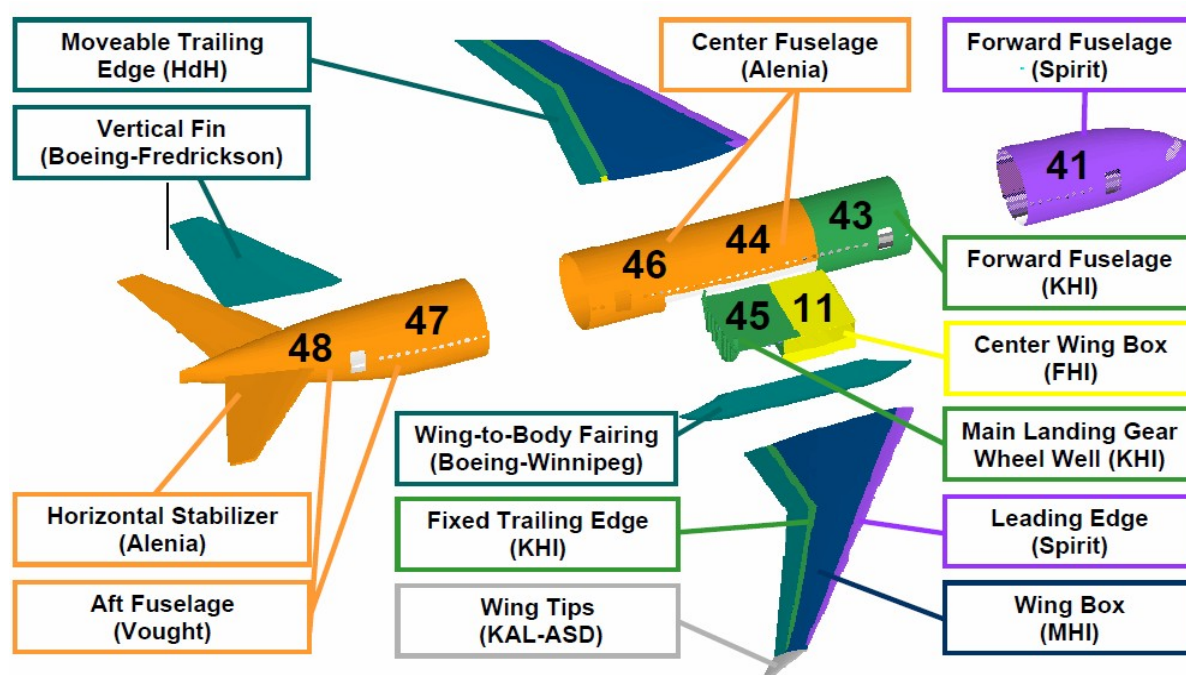 Moveable Trailing
Edge (HdH)
Center Fuselage
(Alenia)
Forward Fuselage
(Spirit)
Vertical Fin
(Boeing-Fredrickson)
41
43
44
46
Forward Fuselage
(KHI)
47
48
45
11
Center Wing Box
(FHI)
Wing-to-Body Fairing
(Boeing-Winnipeg)
Main Landing Gear
Wheel Well (KHI)
Horizontal Stabilizer
(Alenia)
Fixed Trailing Edge
(KHI)
Leading Edge
(Spirit)
Aft Fuselage
(Vought)
Wing Tips
(KAL-ASD)
Wing Box
(MHI)